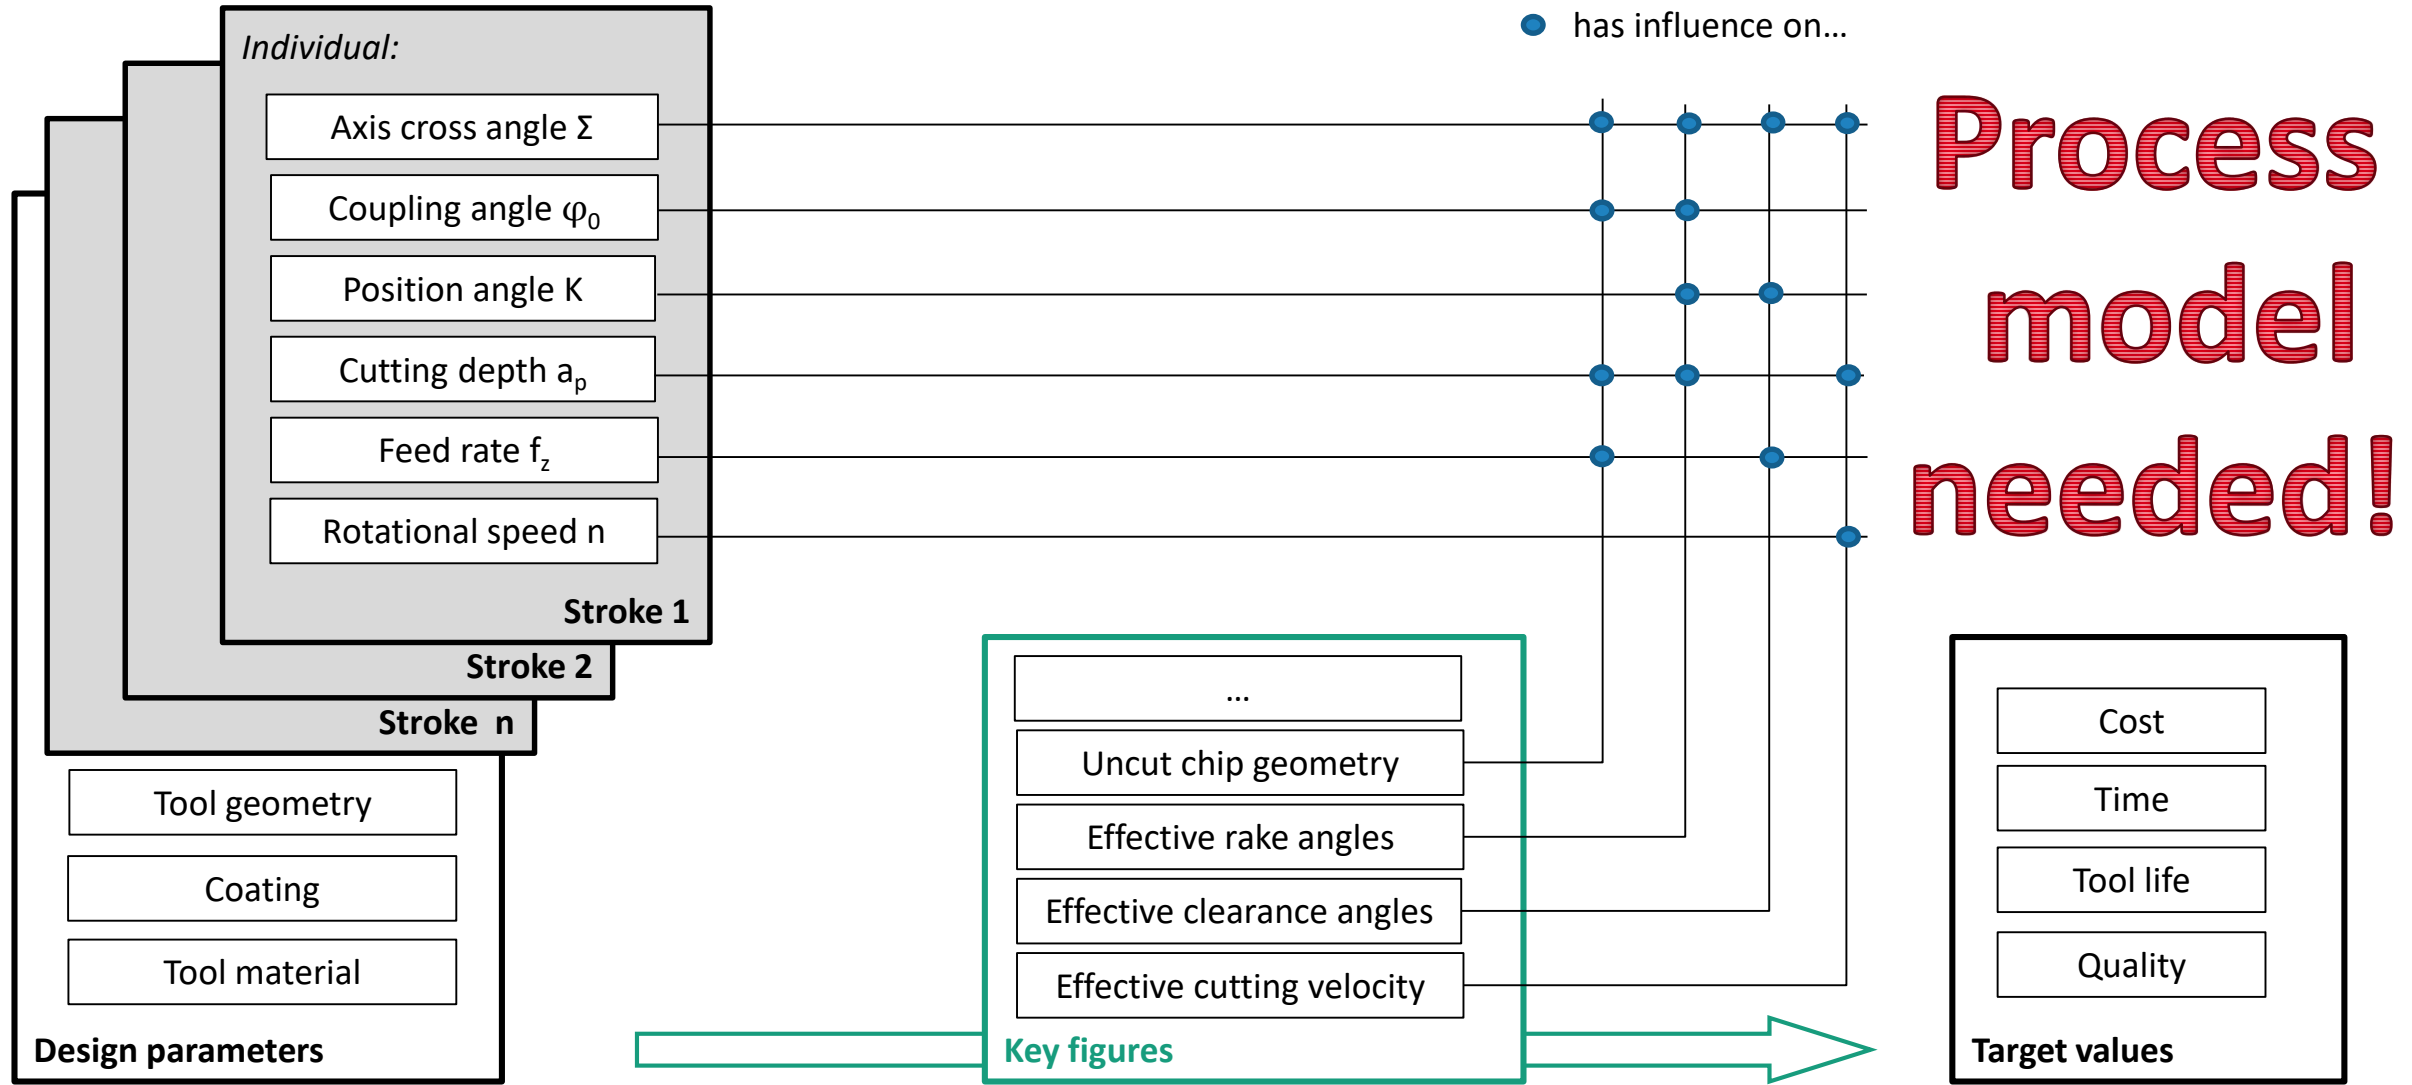 Individual:
Axis cross angle Σ
Coupling angle φ₀
Position angle Κ
Cutting depth aₚ
Feed rate f_z
Rotational speed n
Stroke 1
Stroke 2
Stroke n
Tool geometry
Coating
Tool material
Design parameters
has influence on…
Process
model
needed!
…
Uncut chip geometry
Effective rake angles
Effective clearance angles
Effective cutting velocity
Key figures
Cost
Time
Tool life
Quality
Target values